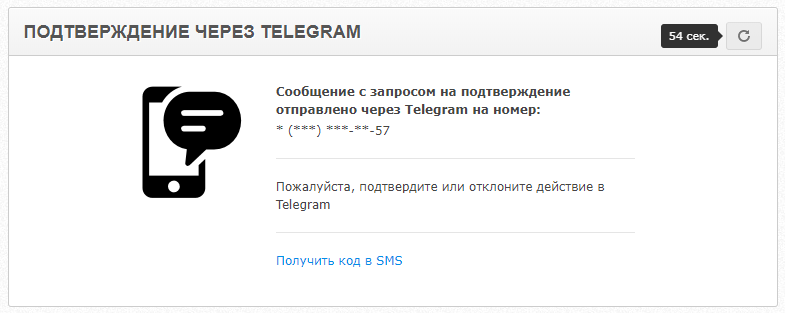 ПОДТВЕРЖДЕНИЕ ЧЕРЕЗ TELEGRAM
54 сек.
Сообщение с запросом на подтверждение
отправлено через Telegram на номер:
* (***) ***-**-57
Пожалуйста, подтвердите или отклоните действие в
Telegram
Получить код в SMS